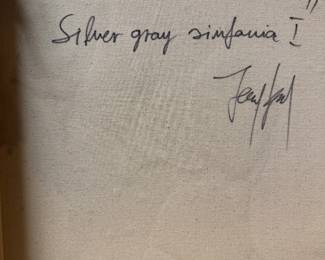 "
Silver gray sinfonia I